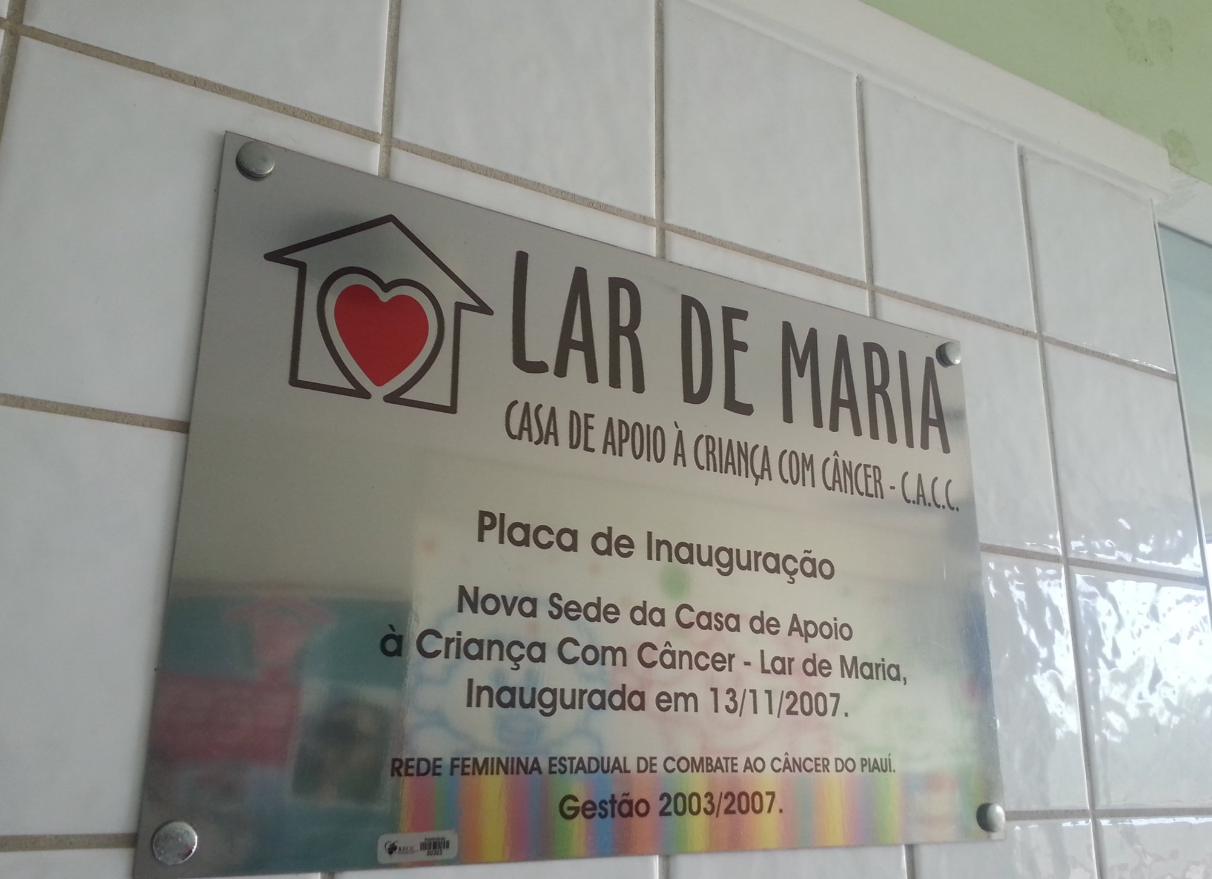 LAR DE MARIA
CASA DE APOIO À CRIANÇA COM CÂNCER - C.A.C.C.
Placa de Inauguração
Nova Sede da Casa de Apoio
à Criança Com Câncer - Lar de Maria,
Inaugurada em 13/11/2007.
REDE FEMININA ESTADUAL DE COMBATE AO CÂNCER DO PIAUÍ.
Gestão 2003/2007.